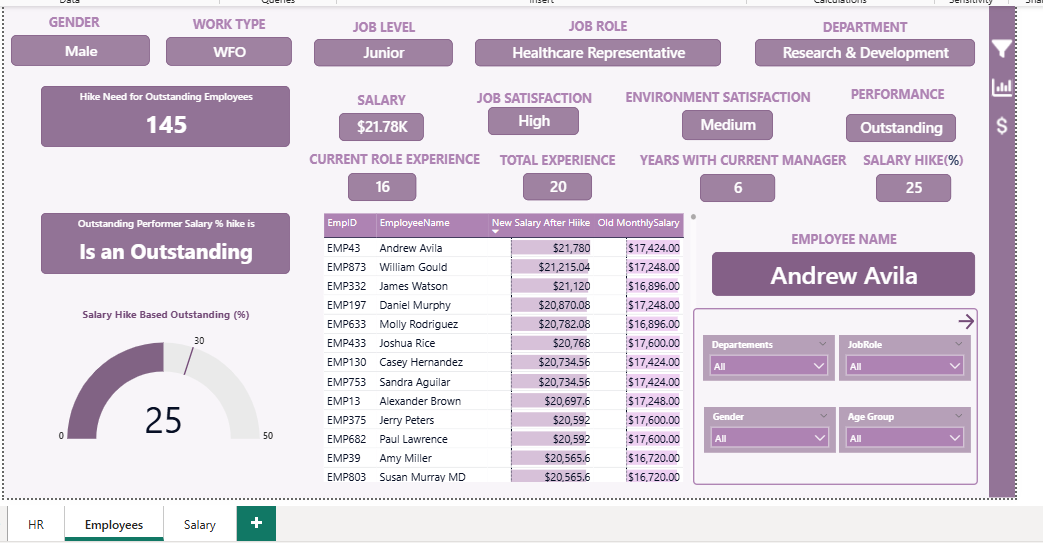 Data Queries Insert Calculations Sensitivity
GENDER WORK TYPE JOB LEVEL JOB ROLE DEPARTMENT
Male WFO Junior Healthcare Representative Research & Development
Hike Need for Outstanding Employees
145
SALARY JOB SATISFACTION ENVIRONMENT SATISFACTION PERFORMANCE
$21.78K High Medium Outstanding
CURRENT ROLE EXPERIENCE TOTAL EXPERIENCE YEARS WITH CURRENT MANAGER SALARY HIKE(%)
16 20 6 25
Outstanding Performer Salary % hike is
Is an Outstanding
Salary Hike Based Outstanding (%)
30
25
0 50
EmpID EmployeeName New Salary After Hiike Old MonthlySalary
EMP43 Andrew Avila $21,780 $17,424.00
EMP873 William Gould $21,215.04 $17,248.00
EMP332 James Watson $21,120 $16,896.00
EMP197 Daniel Murphy $20,870.08 $17,248.00
EMP633 Molly Rodriguez $20,782.08 $16,896.00
EMP433 Joshua Rice $20,768 $17,600.00
EMP130 Casey Hernandez $20,734.56 $17,424.00
EMP753 Sandra Aguilar $20,734.56 $17,424.00
EMP13 Alexander Brown $20,697.6 $17,248.00
EMP375 Jerry Peters $20,592 $17,600.00
EMP682 Paul Lawrence $20,592 $17,600.00
EMP39 Amy Miller $20,565.6 $16,720.00
EMP803 Susan Murray MD $20,565.6 $16,720.00
EMPLOYEE NAME
Andrew Avila
Departements JobRole
All All
Gender Age Group
All All
$
HR Employees Salary +